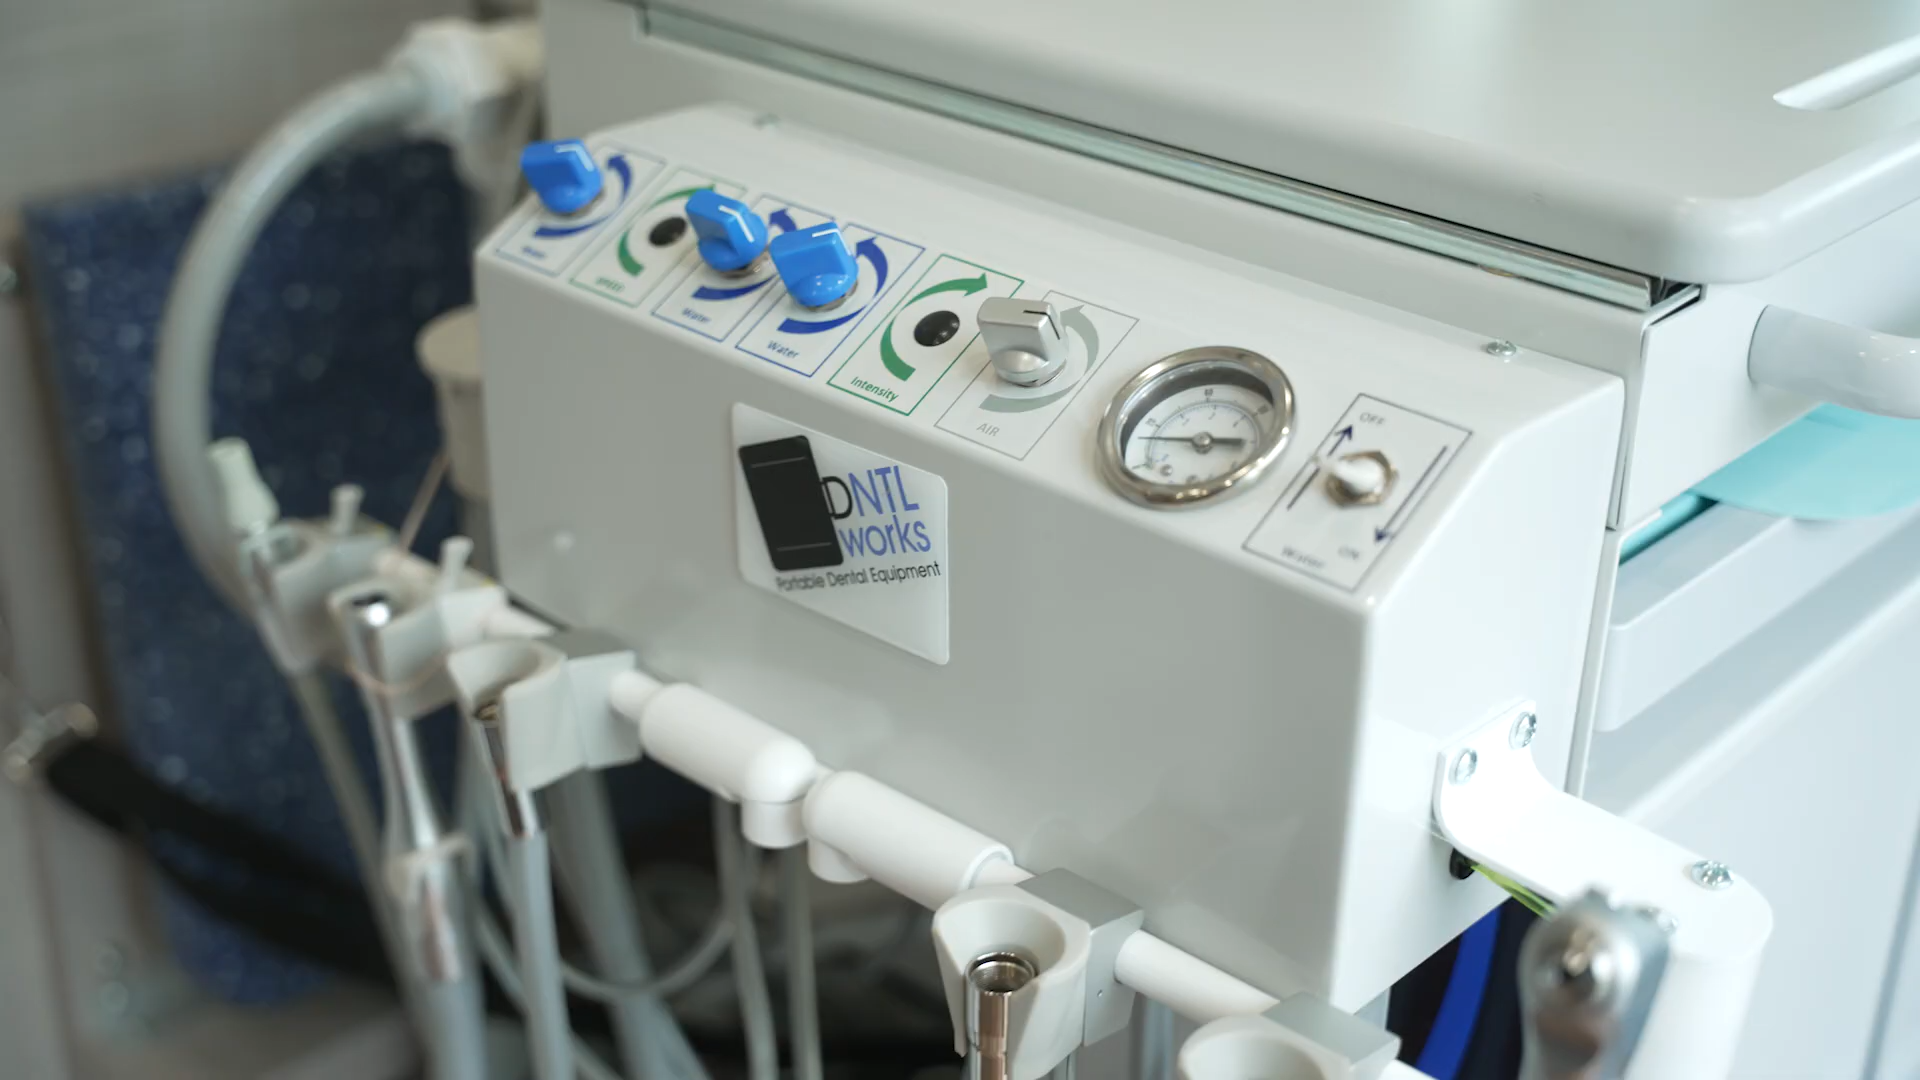 Water
Water
Intensity
AIR
OFF
Water
ON
DNTL
works
Portable Dental Equipment